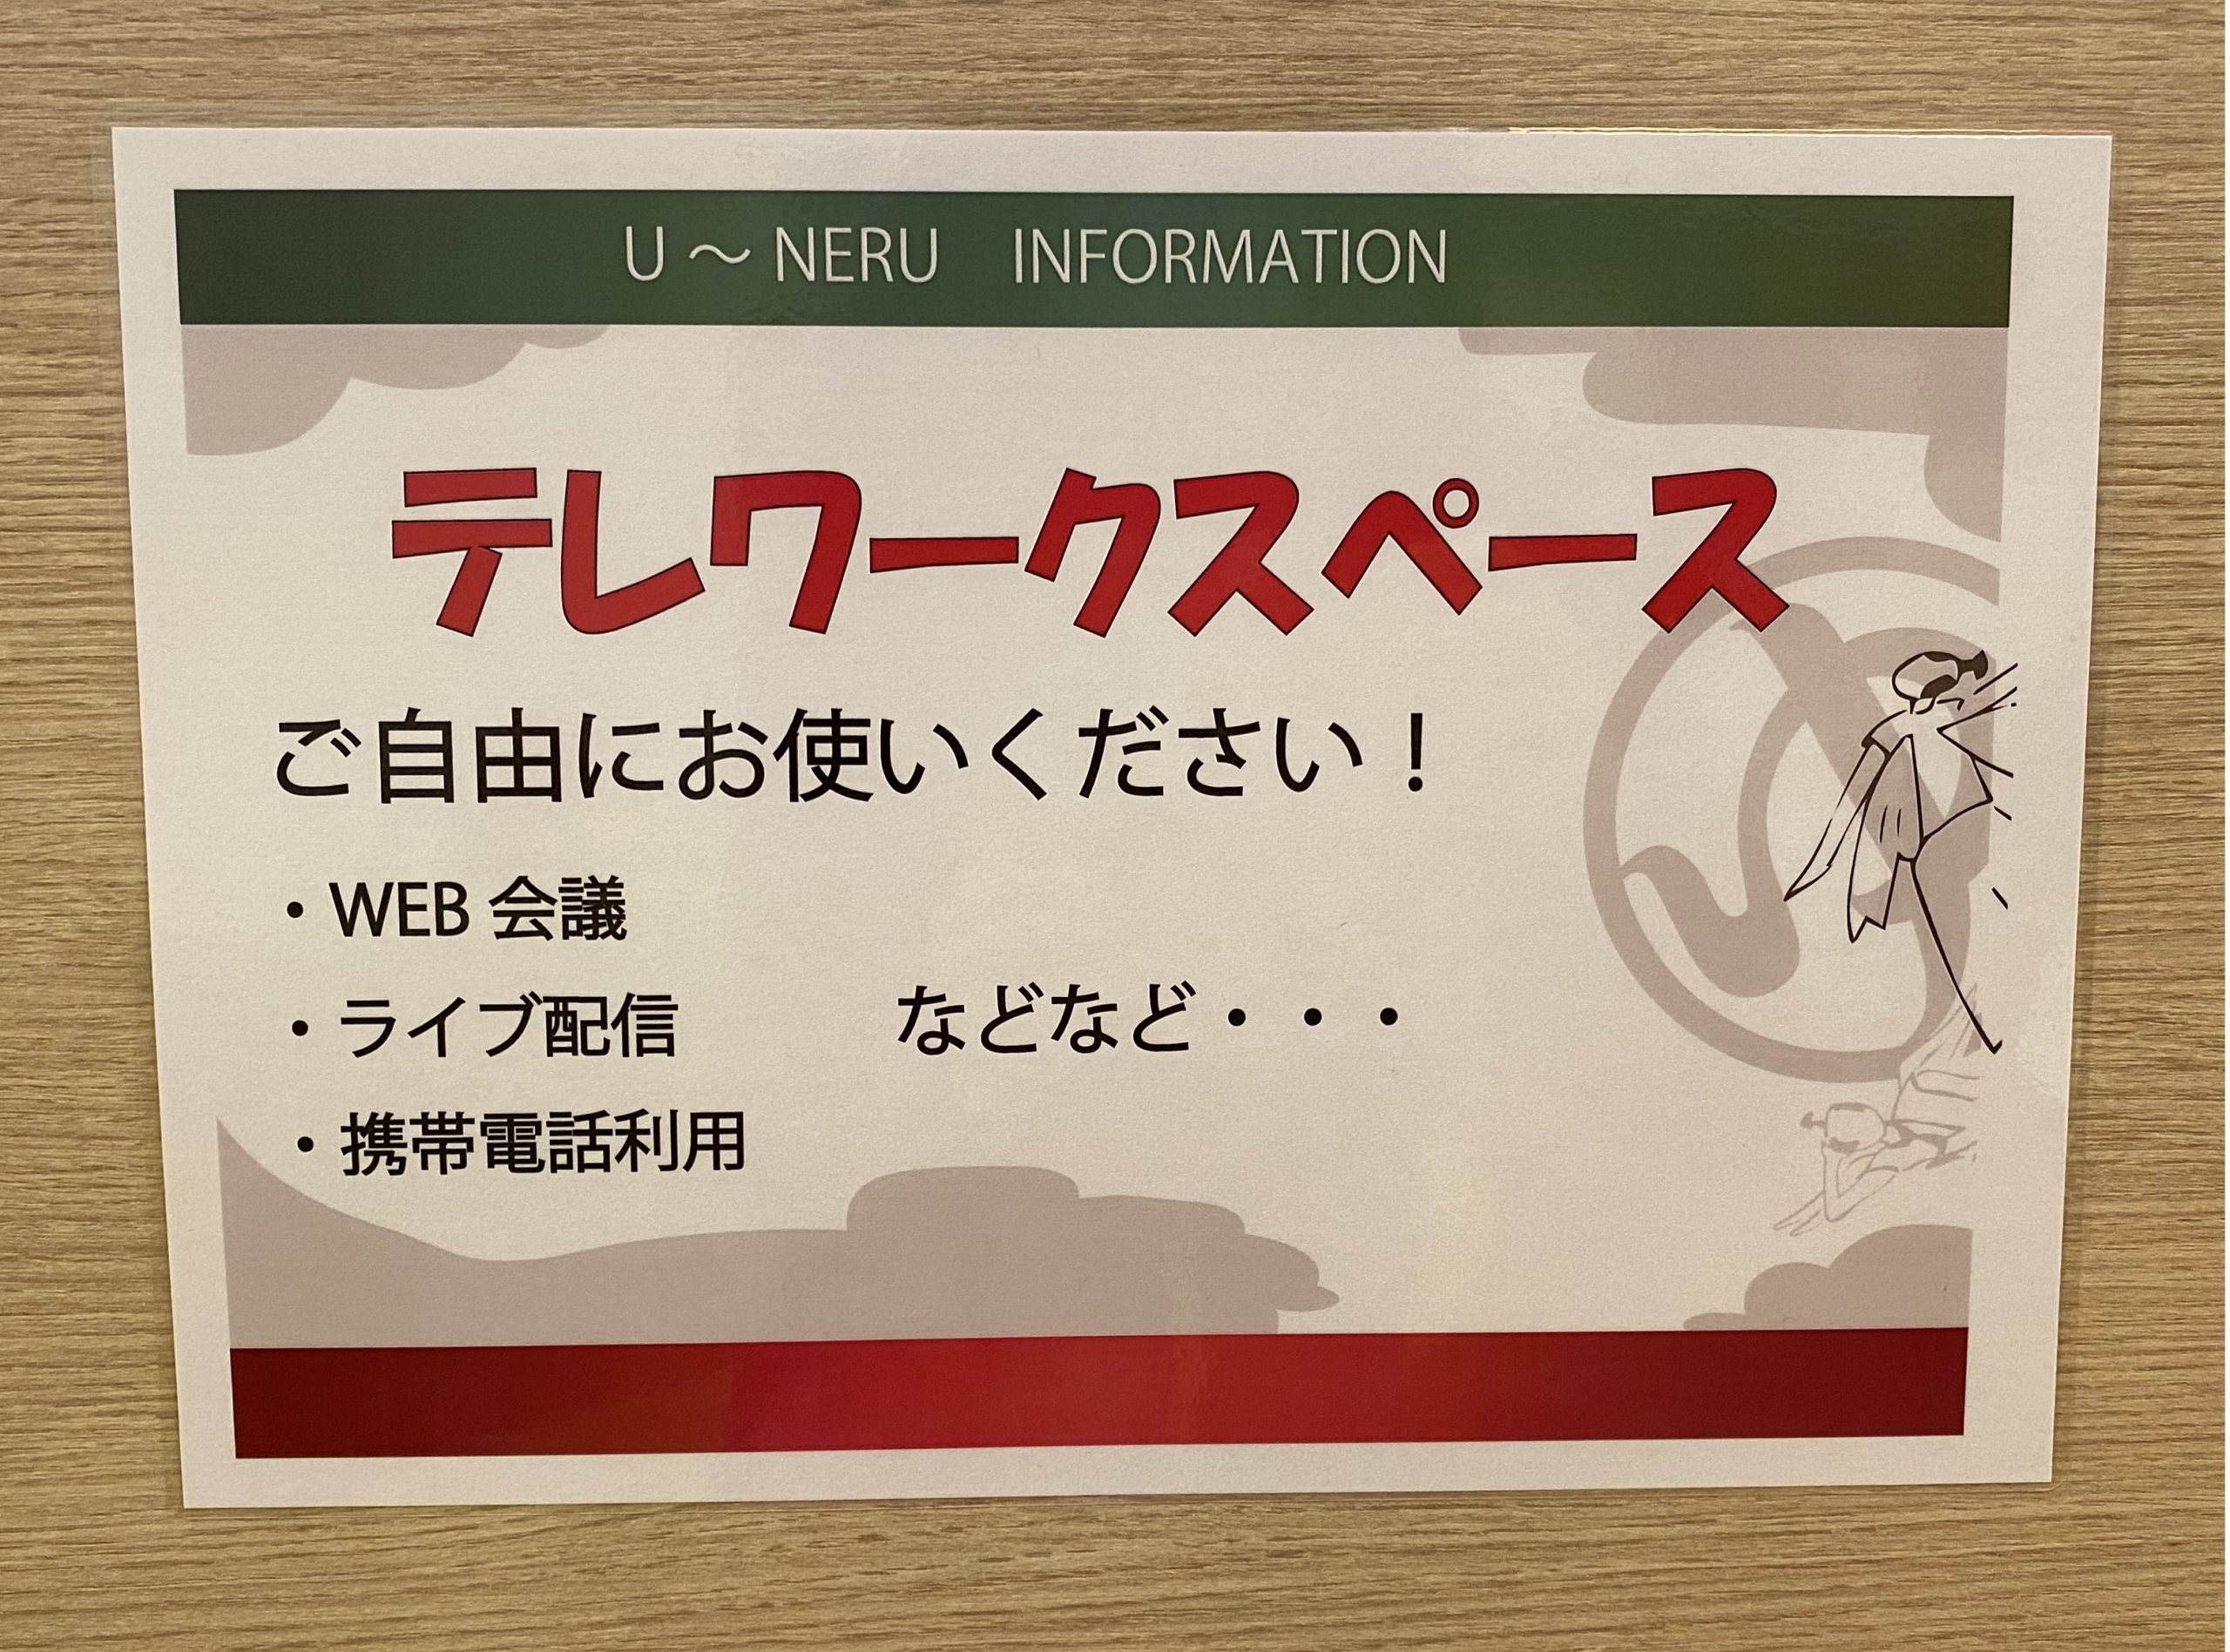 U～NERU　INFORMATION
テレワークスペース
ご自由にお使いください！
・WEB 会議
・ライブ配信
などなど・・・
・携帯電話利用